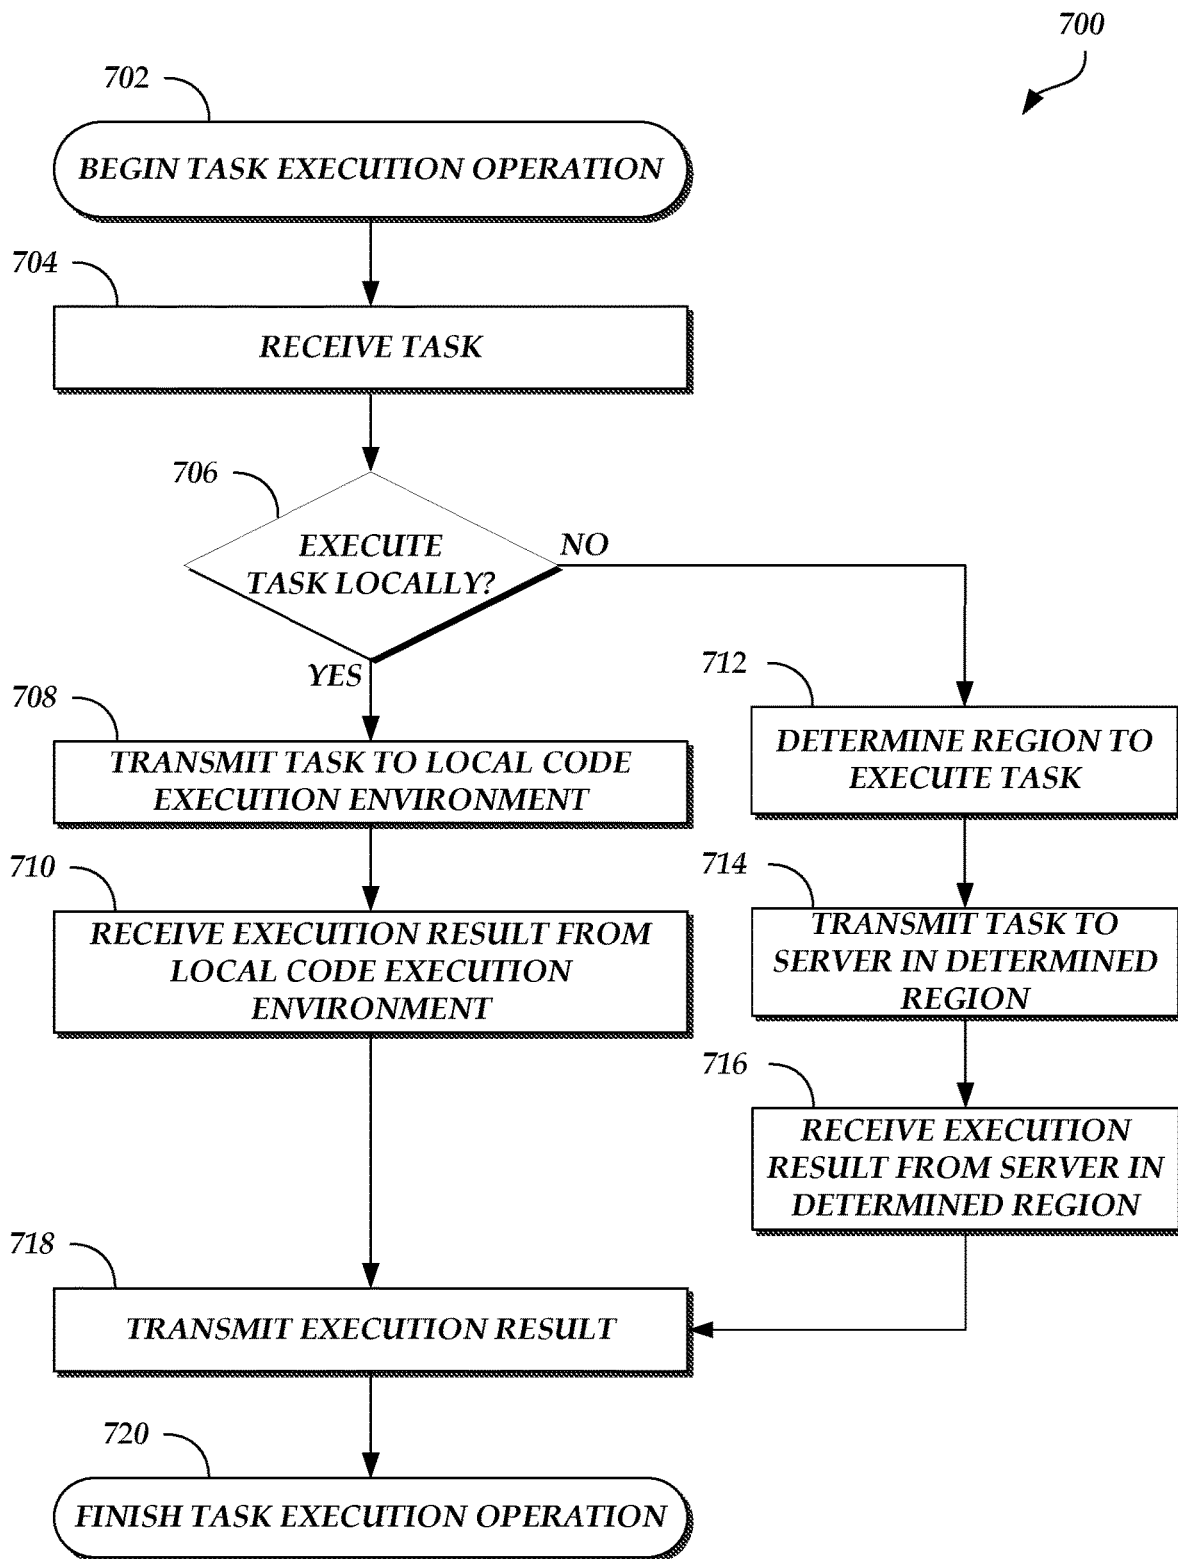 700
702
BEGIN TASK EXECUTION OPERATION
704
RECEIVE TASK
706
EXECUTE
TASK LOCALLY?
NO
YES
708
TRANSMIT TASK TO LOCAL CODE
EXECUTION ENVIRONMENT
710
RECEIVE EXECUTION RESULT FROM
LOCAL CODE EXECUTION
ENVIRONMENT
712
DETERMINE REGION TO
EXECUTE TASK
714
TRANSMIT TASK TO
SERVER IN DETERMINED
REGION
716
RECEIVE EXECUTION
RESULT FROM SERVER IN
DETERMINED REGION
718
TRANSMIT EXECUTION RESULT
720
FINISH TASK EXECUTION OPERATION